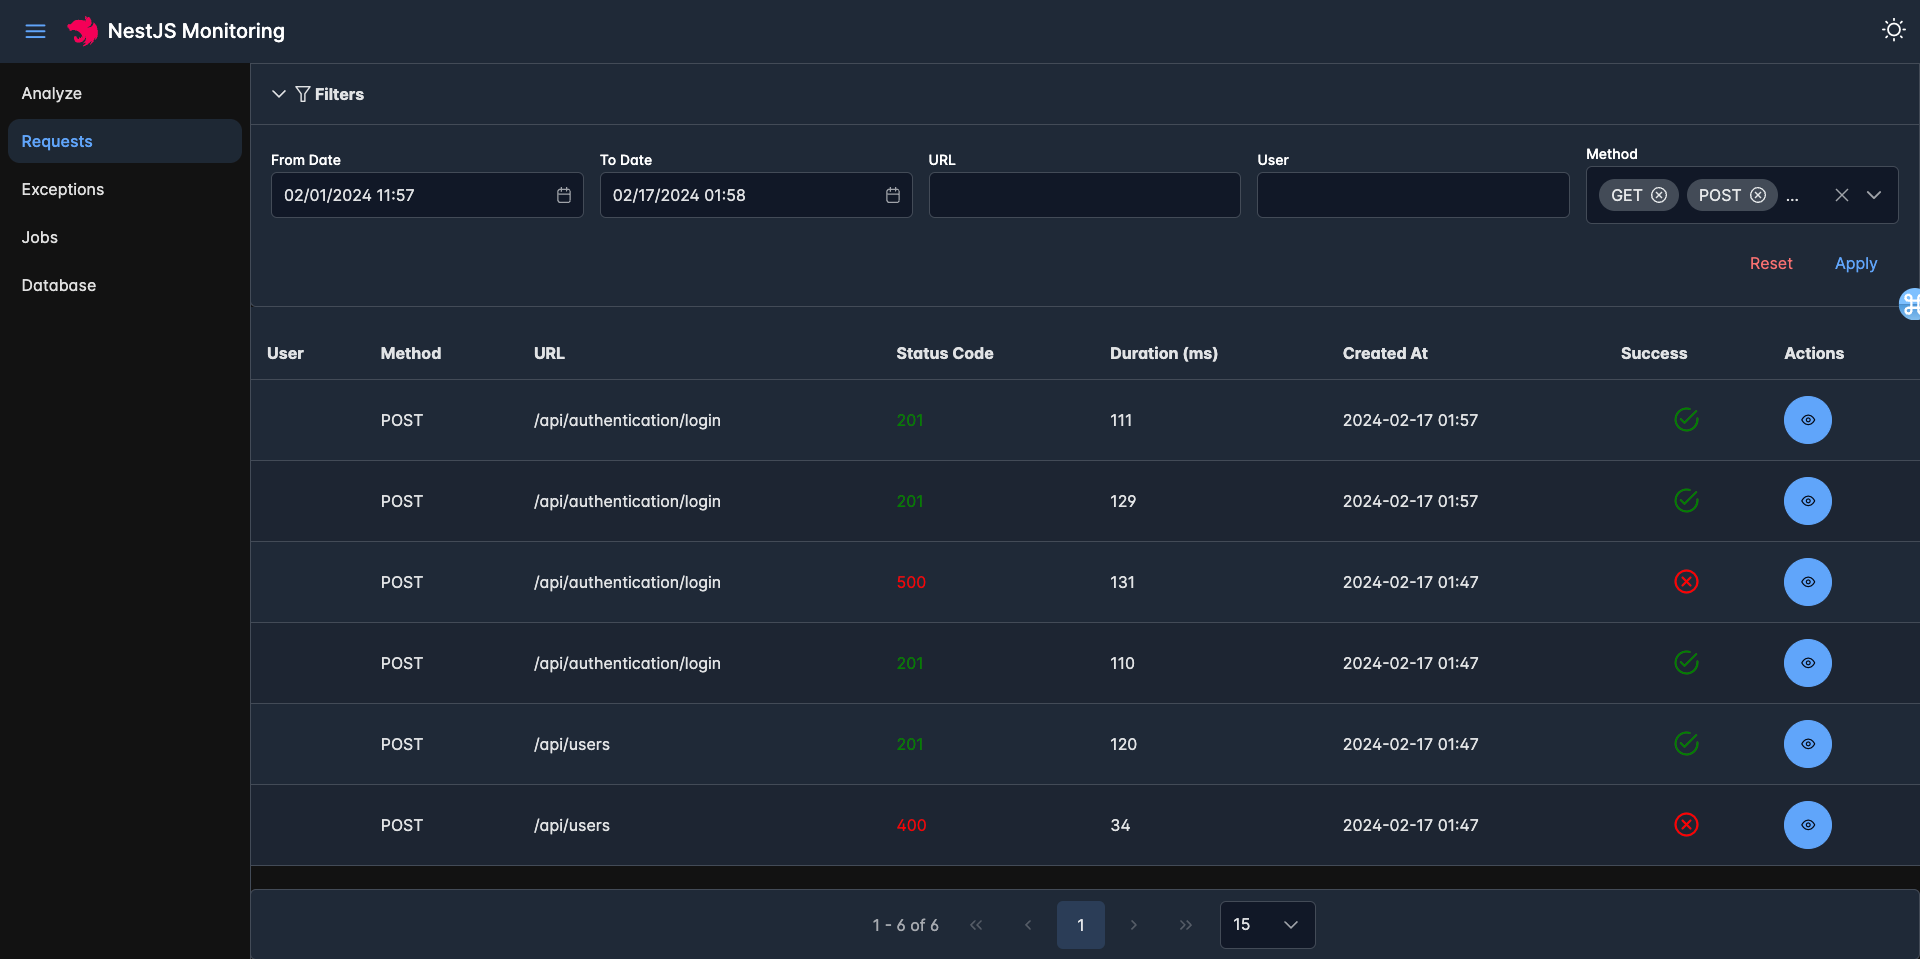 NestJS Monitoring
Analyze
Requests
Exceptions
Jobs
Database
Filters
From Date To Date URL User Method
02/01/2024 11:57 02/17/2024 01:58 GET POST ...
Reset Apply
User Method URL Status Code Duration (ms) Created At Success Actions
POST /api/authentication/login 201 111 2024-02-17 01:57
POST /api/authentication/login 201 129 2024-02-17 01:57
POST /api/authentication/login 500 131 2024-02-17 01:47
POST /api/authentication/login 201 110 2024-02-17 01:47
POST /api/users 201 120 2024-02-17 01:47
POST /api/users 400 34 2024-02-17 01:47
1 - 6 of 6 1 15